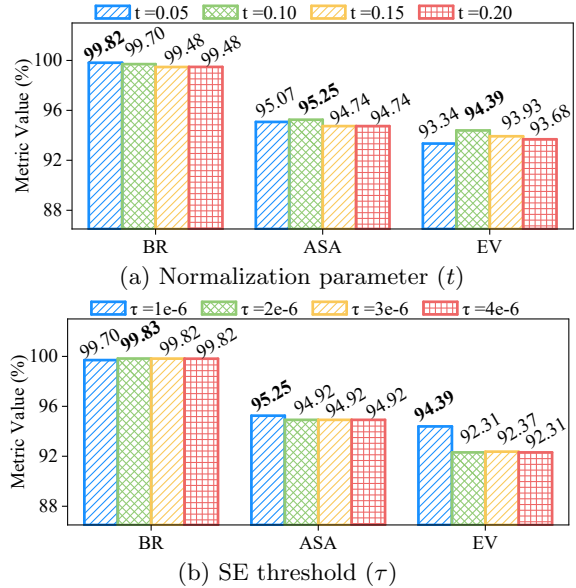 t =0.05 t =0.10 t =0.15 t =0.20
Metric Value (%)
100
96
92
88
99.82 99.70 99.48 99.48
95.07 95.25 94.74 94.74
93.34 94.39 93.93 93.68
BR ASA EV
(a) Normalization parameter (t)
τ =1e-6 τ =2e-6 τ =3e-6 τ =4e-6
Metric Value (%)
100
96
92
88
99.70 99.83 99.82 99.82
95.25 94.92 94.92 94.92
94.39 92.31 92.37 92.31
BR ASA EV
(b) SE threshold (τ)